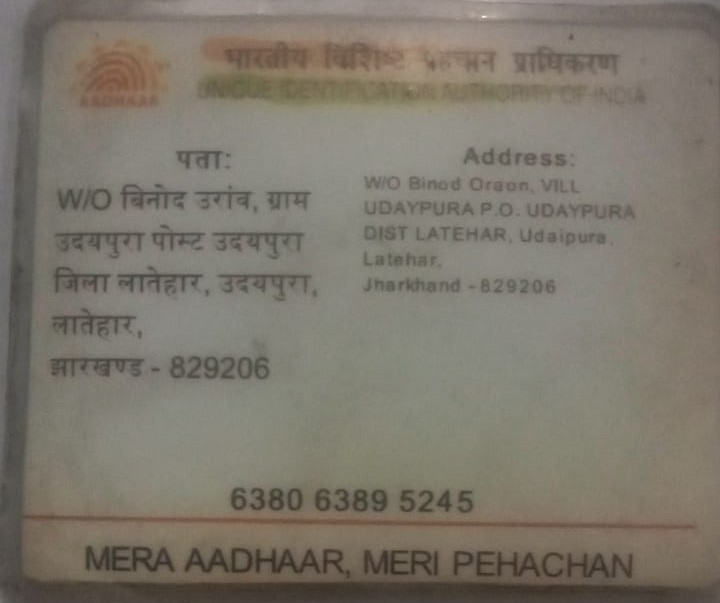 भारतीय विशिष्ट पहचान प्राधिकरण
AADHAAR
UNIQUE IDENTIFICATION AUTHORITY OF INDIA
पता:
W/O बिनोद उरांव, ग्राम
उदयपुरा पोस्ट उदयपुरा
जिला लातेहार, उदयपुरा,
लातेहार,
झारखण्ड - 829206
Address:
W/O Binod Oraon, VILL
UDAYPURA P.O. UDAYPURA
DIST LATEHAR, Udaipura,
Latehar,
Jharkhand - 829206
6380 6389 5245
MERA AADHAAR, MERI PEHACHAN